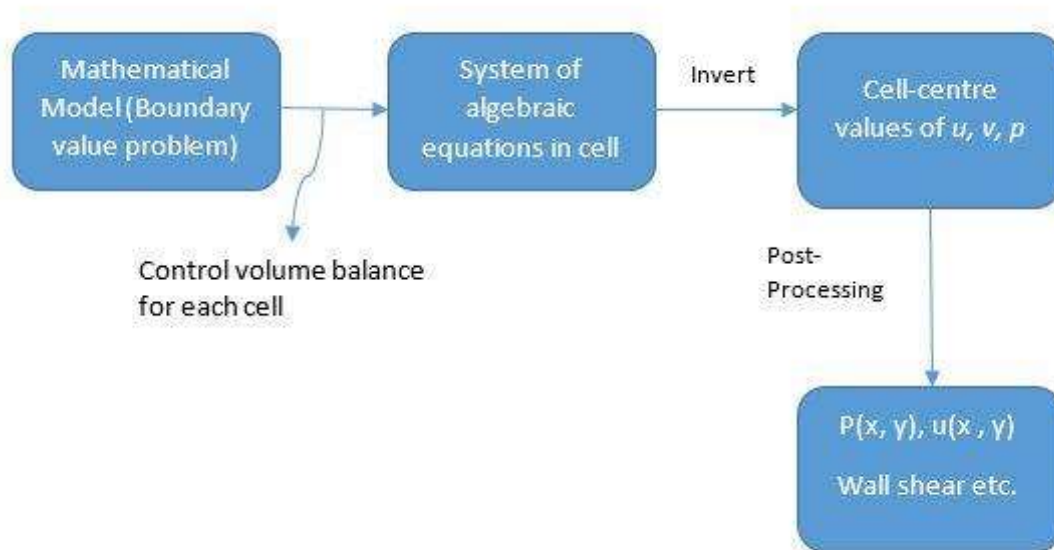 Mathematical
Model (Boundary
value problem)
System of
algebraic
equations in cell
Invert
Cell-centre
values of u, v, p
Control volume balance
for each cell
Post-
Processing
P(x, y), u(x , y)
Wall shear etc.